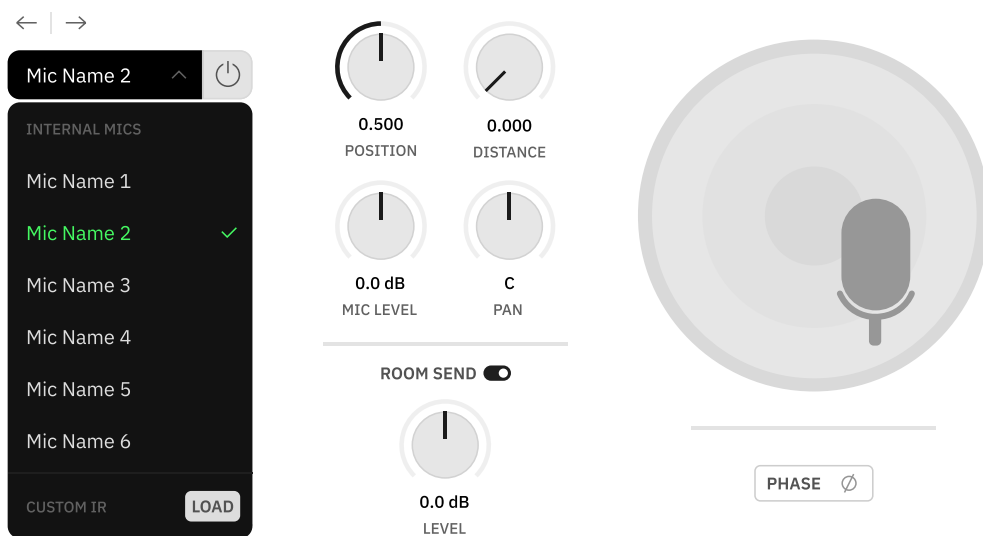 Mic Name 2
INTERNAL MICS
Mic Name 1
Mic Name 2
Mic Name 3
Mic Name 4
Mic Name 5
Mic Name 6
CUSTOM IR LOAD
0.500 0.000
POSITION DISTANCE
0.0 dB C
MIC LEVEL PAN
ROOM SEND
0.0 dB
LEVEL
PHASE